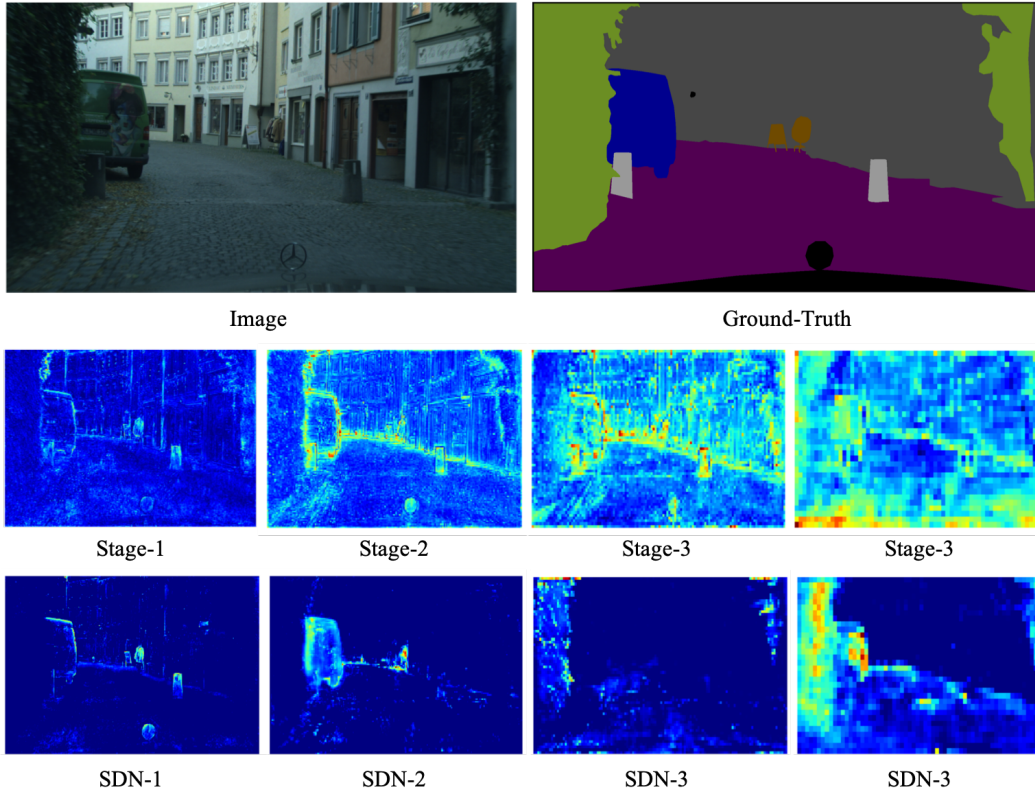 Image
Ground-Truth
Stage-1
Stage-2
Stage-3
Stage-3
SDN-1
SDN-2
SDN-3
SDN-3